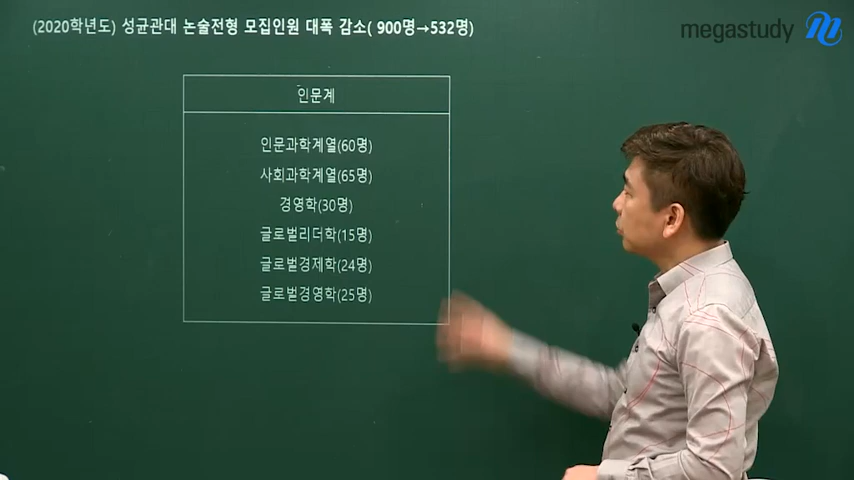 (2020학년도) 성균관대 논술전형 모집인원 대폭 감소( 900명→532명)
megastudy
인문계
인문과학계열(60명)
사회과학계열(65명)
경영학(30명)
글로벌리더학(15명)
글로벌경제학(24명)
글로벌경영학(25명)